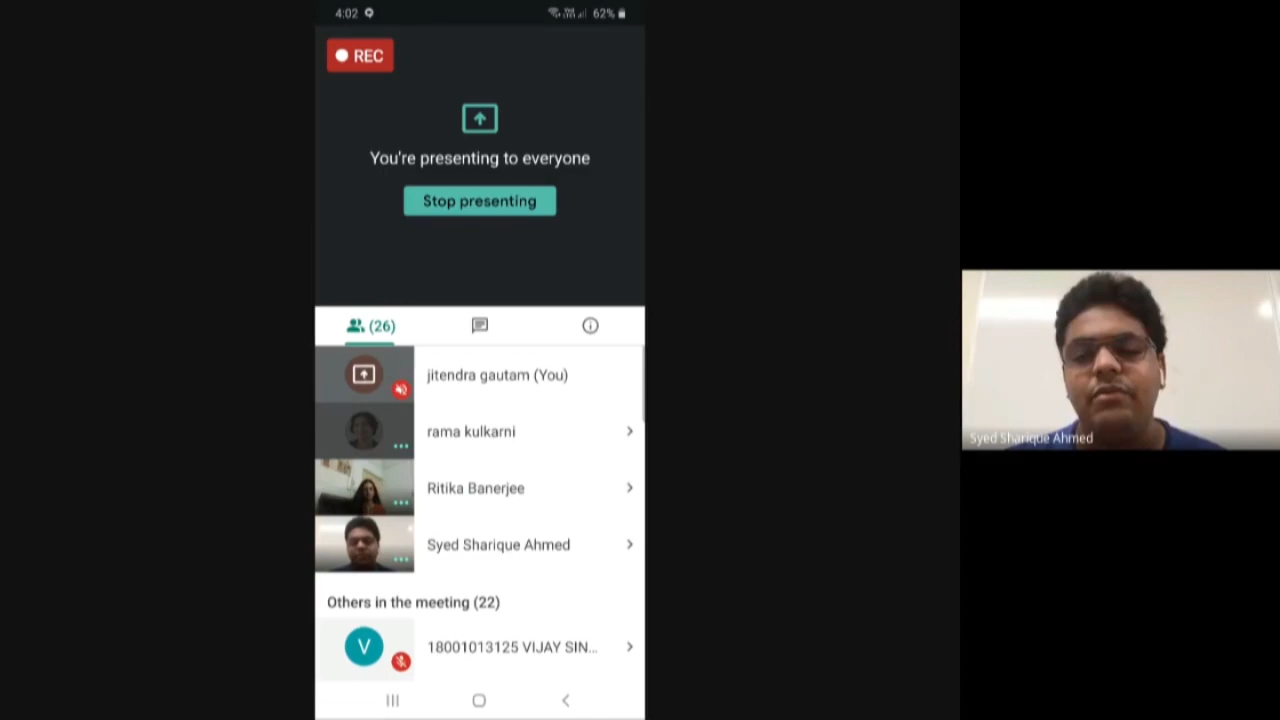 4:02
62%
REC
You're presenting to everyone
Stop presenting
(26)
jitendra gautam (You)
rama kulkarni
Ritika Banerjee
Syed Sharique Ahmed
Others in the meeting (22)
V
18001013125 VIJAY SIN...
Syed Sharique Ahmed